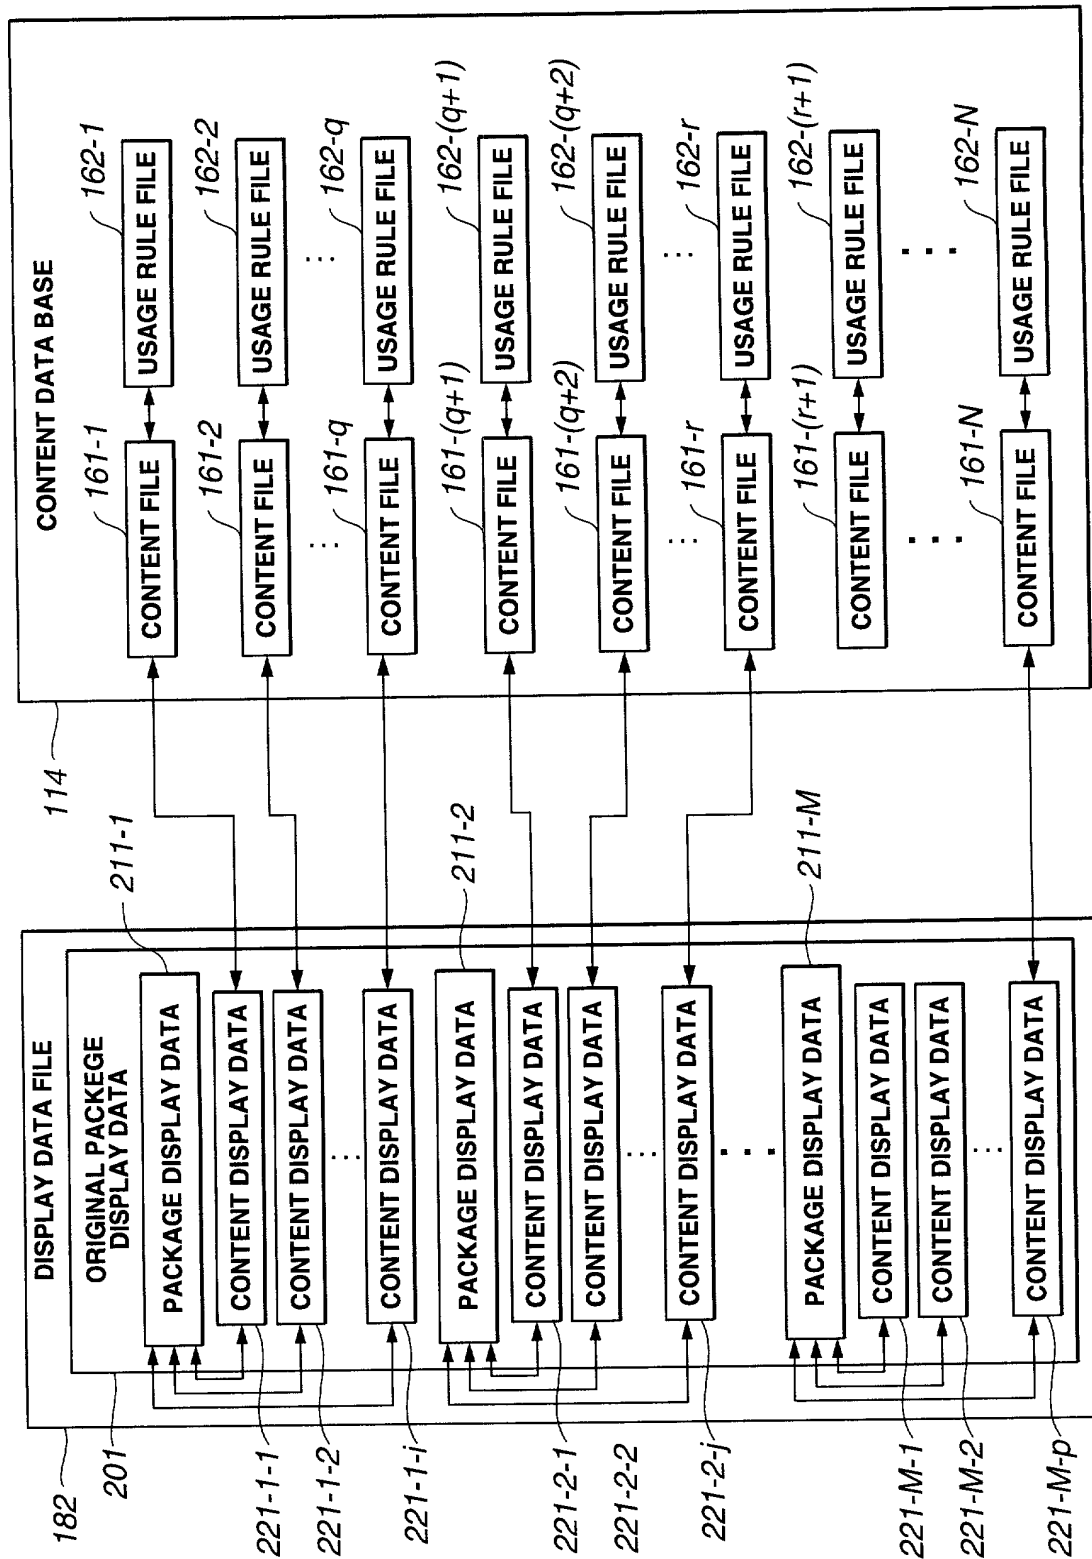 DISPLAY DATA FILE
ORIGINAL PACKEGE
DISPLAY DATA
182
201
PACKAGE DISPLAY DATA
211-1
CONTENT DISPLAY DATA
221-1-1
CONTENT DISPLAY DATA
221-1-2
...
CONTENT DISPLAY DATA
221-1-i
PACKAGE DISPLAY DATA
211-2
CONTENT DISPLAY DATA
221-2-1
CONTENT DISPLAY DATA
221-2-2
...
CONTENT DISPLAY DATA
221-2-j
...
PACKAGE DISPLAY DATA
211-M
CONTENT DISPLAY DATA
221-M-1
CONTENT DISPLAY DATA
221-M-2
...
CONTENT DISPLAY DATA
221-M-p
114
CONTENT DATA BASE
161-1
CONTENT FILE
162-1
USAGE RULE FILE
161-2
CONTENT FILE
162-2
USAGE RULE FILE
... ...
161-q
CONTENT FILE
162-q
USAGE RULE FILE
161-(q+1)
CONTENT FILE
162-(q+1)
USAGE RULE FILE
161-(q+2)
CONTENT FILE
162-(q+2)
USAGE RULE FILE
... ...
161-r
CONTENT FILE
162-r
USAGE RULE FILE
161-(r+1)
CONTENT FILE
162-(r+1)
USAGE RULE FILE
... ...
161-N
CONTENT FILE
162-N
USAGE RULE FILE